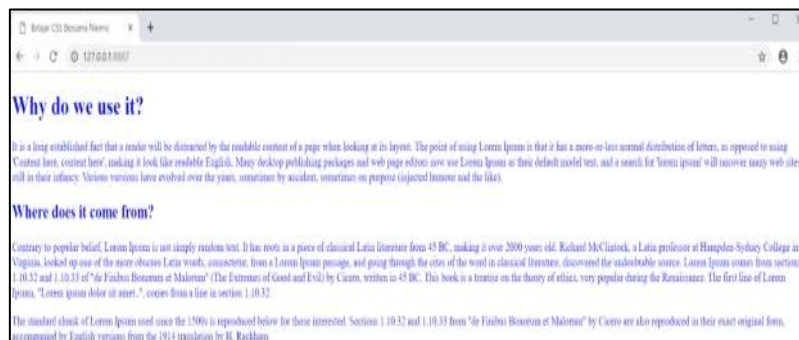 Belajar CSS Bersama Niomic
127.0.0.1:8887
Why do we use it?
It is a long established fact that a reader will be distracted by the readable content of a page when looking at its layout. The point of using Lorem Ipsum is that it has a more-or-less normal distribution of letters, as opposed to using
'Content here, content here', making it look like readable English. Many desktop publishing packages and web page editors now use Lorem Ipsum as their default model text, and a search for 'lorem ipsum' will uncover many web sites
still in their infancy. Various versions have evolved over the years, sometimes by accident, sometimes on purpose (injected humour and the like).
Where does it come from?
Contrary to popular belief, Lorem Ipsum is not simply random text. It has roots in a piece of classical Latin literature from 45 BC, making it over 2000 years old. Richard McClintock, a Latin professor at Hampden-Sydney College in
Virginia, looked up one of the more obscure Latin words, consectetur, from a Lorem Ipsum passage, and going through the cites of the word in classical literature, discovered the undoubtable source. Lorem Ipsum comes from sections
1.10.32 and 1.10.33 of "de Finibus Bonorum et Malorum" (The Extremes of Good and Evil) by Cicero, written in 45 BC. This book is a treatise on the theory of ethics, very popular during the Renaissance. The first line of Lorem
Ipsum, "Lorem ipsum dolor sit amet..", comes from a line in section 1.10.32.
The standard chunk of Lorem Ipsum used since the 1500s is reproduced below for those interested. Sections 1.10.32 and 1.10.33 from "de Finibus Bonorum et Malorum" by Cicero are also reproduced in their exact original form,
accompanied by English versions from the 1914 translation by H. Rackham.